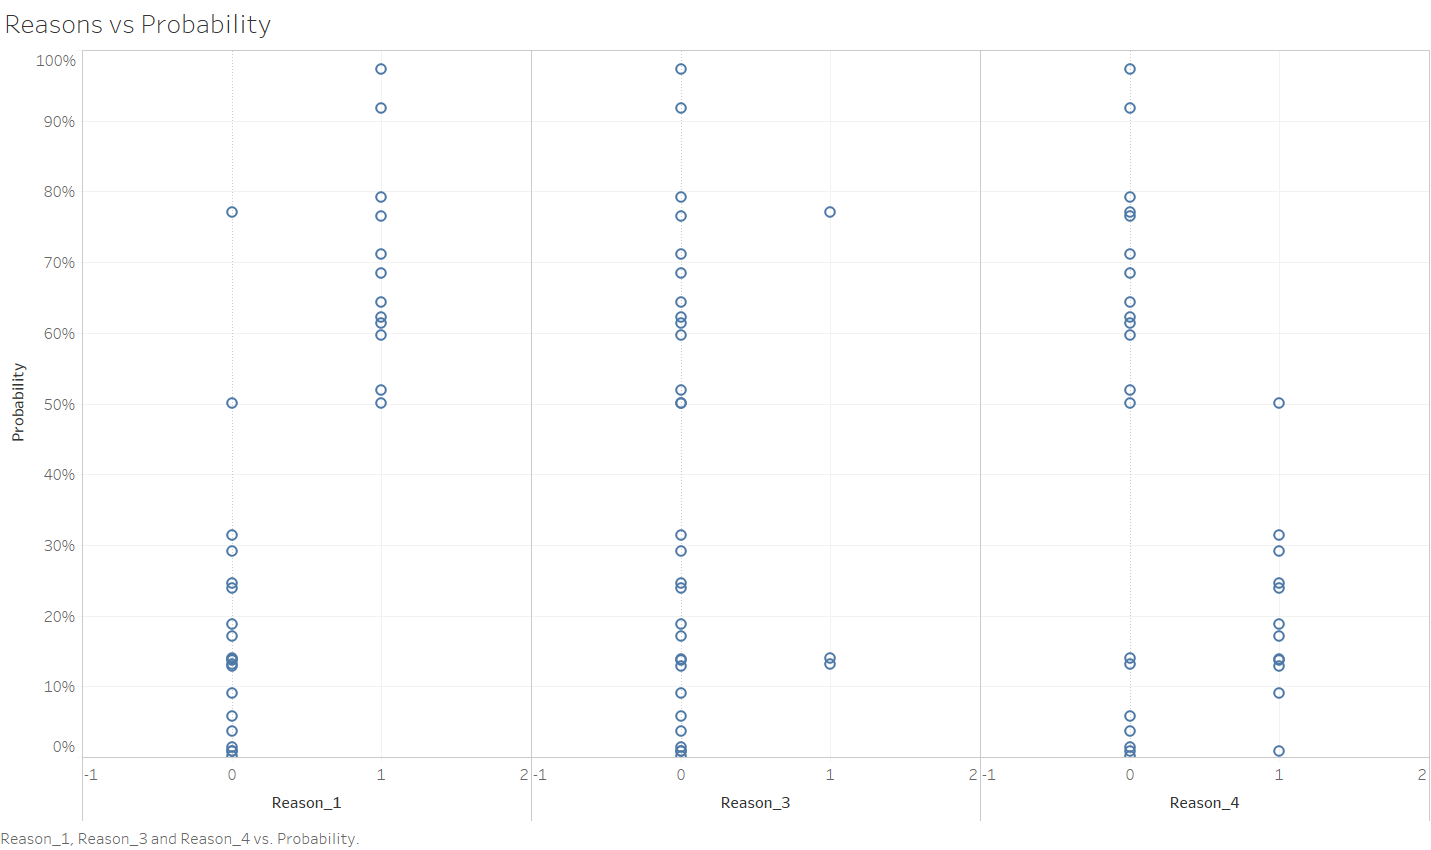 Reasons vs Probability
100%
90%
80%
70%
60%
50%
40%
30%
20%
10%
0%
Probability
-1 0 1 2 -1 0 1 2 -1 0 1 2
Reason_1 Reason_3 Reason_4
Reason_1, Reason_3 and Reason_4 vs. Probability.